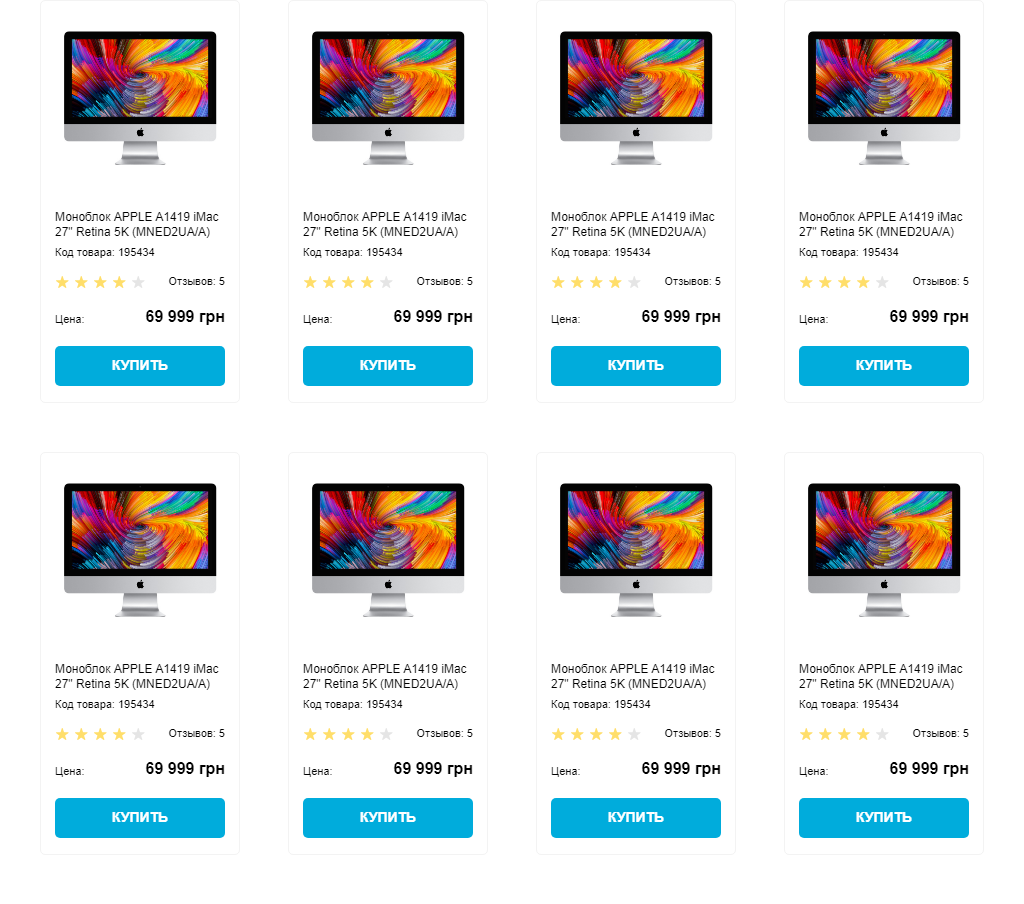 Моноблок APPLE A1419 iMac
27" Retina 5K (MNED2UA/A)
Код товара: 195434
Отзывов: 5
Цена: 69 999 грн
КУПИТЬ
Моноблок APPLE A1419 iMac
27" Retina 5K (MNED2UA/A)
Код товара: 195434
Отзывов: 5
Цена: 69 999 грн
КУПИТЬ
Моноблок APPLE A1419 iMac
27" Retina 5K (MNED2UA/A)
Код товара: 195434
Отзывов: 5
Цена: 69 999 грн
КУПИТЬ
Моноблок APPLE A1419 iMac
27" Retina 5K (MNED2UA/A)
Код товара: 195434
Отзывов: 5
Цена: 69 999 грн
КУПИТЬ
Моноблок APPLE A1419 iMac
27" Retina 5K (MNED2UA/A)
Код товара: 195434
Отзывов: 5
Цена: 69 999 грн
КУПИТЬ
Моноблок APPLE A1419 iMac
27" Retina 5K (MNED2UA/A)
Код товара: 195434
Отзывов: 5
Цена: 69 999 грн
КУПИТЬ
Моноблок APPLE A1419 iMac
27" Retina 5K (MNED2UA/A)
Код товара: 195434
Отзывов: 5
Цена: 69 999 грн
КУПИТЬ
Моноблок APPLE A1419 iMac
27" Retina 5K (MNED2UA/A)
Код товара: 195434
Отзывов: 5
Цена: 69 999 грн
КУПИТЬ